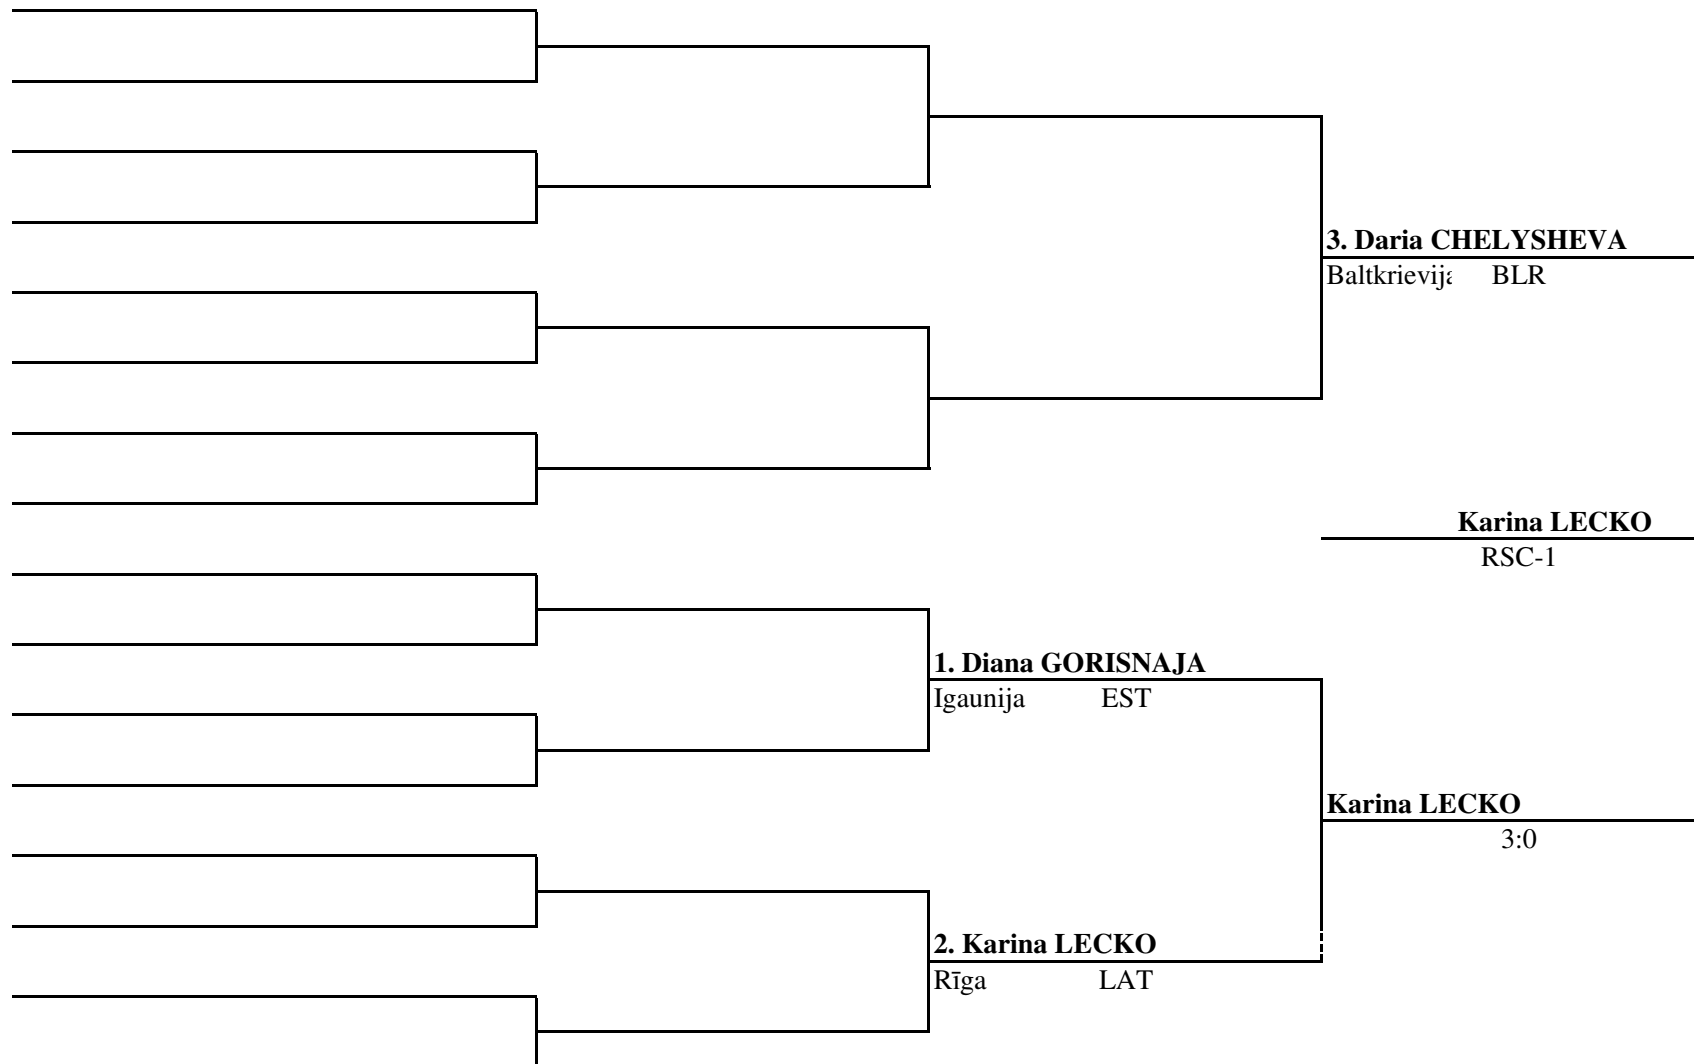 3. Daria CHELYSHEVA
Baltkrievija BLR
Karina LECKO
RSC-1
1. Diana GORISNAJA
Igaunija EST
Karina LECKO
3:0
2. Karina LECKO
Rīga LAT